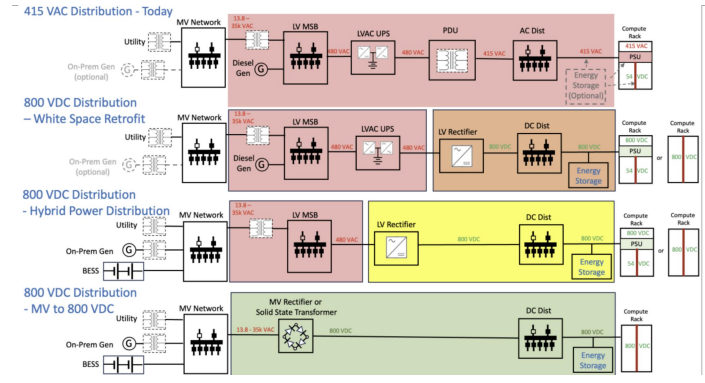 415 VAC Distribution - Today
MV Network
13.8 –
35k VAC
LV MSB
LVAC UPS
PDU
AC Dist
Compute
Rack
Utility
480 VAC
480 VAC
415 VAC
415 VAC
415 VAC
PSU
On-Prem Gen
(optional)
G
Diesel
Gen
G
Energy
Storage
(Optional)
54
VDC
800 VDC Distribution
– White Space Retrofit
MV Network
13.8 –
35k VAC
LV MSB
LVAC UPS
LV Rectifier
DC Dist
Compute
Rack
Compute
Rack
Utility
480 VAC
480 VAC
800 VDC
800 VDC
800 VDC
PSU
or
800
VDC
On-Prem Gen
(optional)
G
Diesel
Gen
G
Energy
Storage
54
VDC
800 VDC Distribution
- Hybrid Power Distribution
MV Network
13.8 –
35k VAC
LV MSB
LV Rectifier
DC Dist
Compute
Rack
Compute
Rack
Utility
480 VAC
800 VDC
800 VDC
800 VDC
PSU
or
800
VDC
On-Prem Gen
G
BESS
Energy
Storage
54
VDC
800 VDC Distribution
- MV to 800 VDC
MV Network
MV Rectifier or
Solid State Transformer
DC Dist
Compute
Rack
Utility
13.8 - 35k VAC
800 VDC
800 VDC
800
VDC
On-Prem Gen
G
BESS
Energy
Storage